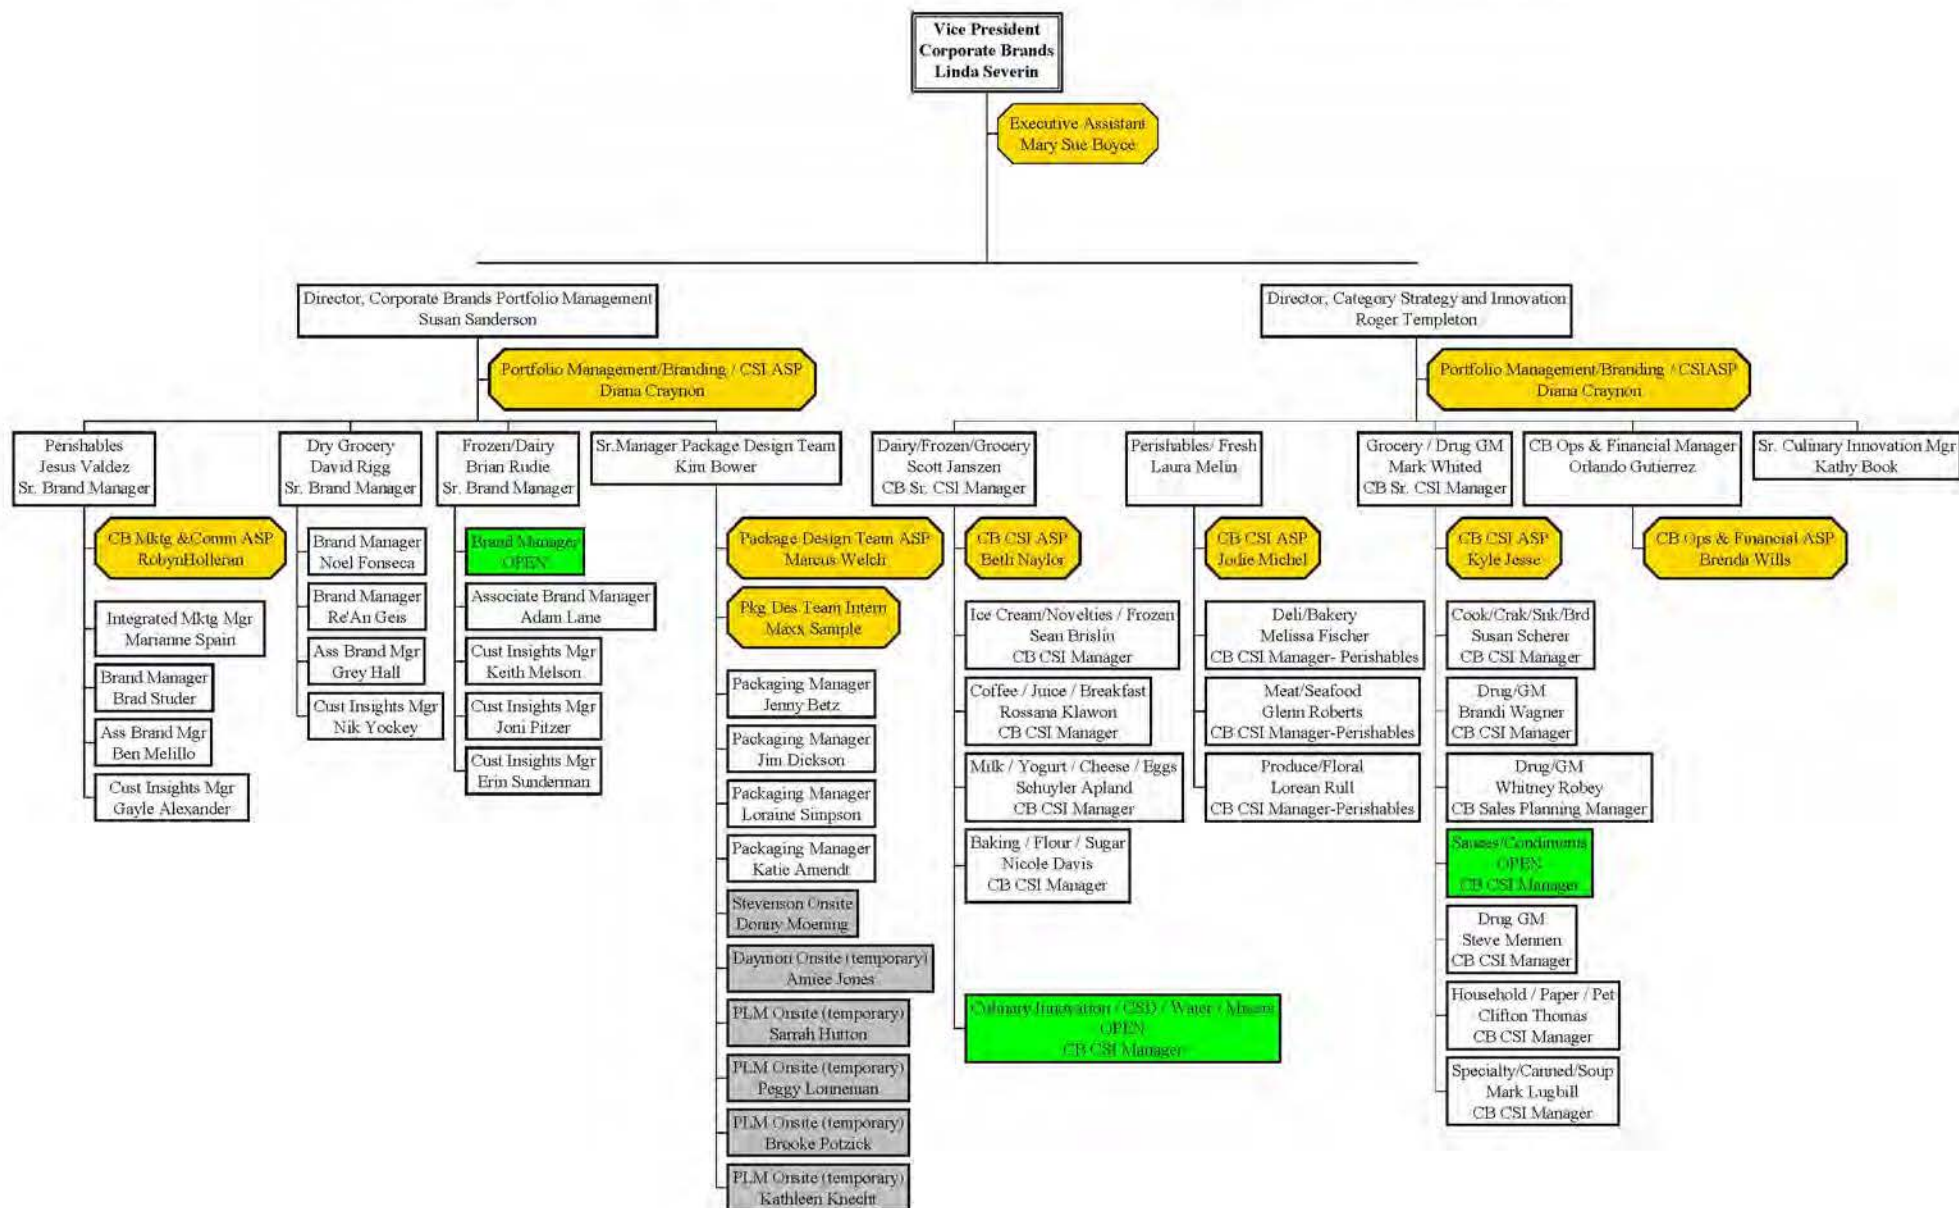 Vice President
Corporate Brands
Linda Severin
Executive Assistant
Mary Sue Boyce
Director, Corporate Brands Portfolio Management
Susan Sanderson
Director, Category Strategy and Innovation
Roger Templeton
Portfolio Management/Branding / CSI ASP
Diana Craynon
Portfolio Management/Branding / CSIASP
Diana Craynon
Perishables
Jesus Valdez
Sr. Brand Manager
Dry Grocery
David Rigg
Sr. Brand Manager
Frozen/Dairy
Brian Rudie
Sr. Brand Manager
Sr.Manager Package Design Team
Kim Bower
Dairy/Frozen/Grocery
Scott Janszen
CB Sr. CSI Manager
Perishables/ Fresh
Laura Melin
Grocery / Drug GM
Mark Whited
CB Sr. CSI Manager
CB Ops & Financial Manager
Orlando Gutierrez
Sr. Culinary Innovation Mgr
Kathy Book
CB Mktg &Comm ASP
RobynHolleran
Integrated Mktg Mgr
Marianne Spain
Brand Manager
Brad Studer
Ass Brand Mgr
Ben Melillo
Cust Insights Mgr
Gayle Alexander
Brand Manager
Noel Fonseca
Brand Manager
Re'An Geis
Ass Brand Mgr
Grey Hall
Cust Insights Mgr
Nik Yockey
Brand Manager
OPEN
Associate Brand Manager
Adam Lane
Cust Insights Mgr
Keith Melson
Cust Insights Mgr
Joni Pitzer
Cust Insights Mgr
Erin Sunderman
Package Design Team ASP
Marcus Welch
Pkg Des Team Intern
Maxx Sample
Packaging Manager
Jenny Betz
Packaging Manager
Jim Dickson
Packaging Manager
Loraine Simpson
Packaging Manager
Katie Amendt
Stevenson Onsite
Donny Moening
Daymon Onsite (temporary)
Amiee Jones
PLM Onsite (temporary)
Sarrah Hutton
PLM Onsite (temporary)
Peggy Lonneman
PLM Onsite (temporary)
Brooke Potzick
PLM Onsite (temporary)
Kathleen Knecht
CB CSI ASP
Beth Naylor
Ice Cream/Novelties / Frozen
Sean Brislin
CB CSI Manager
Coffee / Juice / Breakfast
Rossana Klawon
CB CSI Manager
Milk / Yogurt / Cheese / Eggs
Schuyler Apland
CB CSI Manager
Baking / Flour / Sugar
Nicole Davis
CB CSI Manager
Culinary Innovation / CSD / Water / Mixers
OPEN
CB CSI Manager
CB CSI ASP
Jodie Michel
Deli/Bakery
Melissa Fischer
CB CSI Manager- Perishables
Meat/Seafood
Glenn Roberts
CB CSI Manager-Perishables
Produce/Floral
Lorean Rull
CB CSI Manager-Perishables
CB CSI ASP
Kyle Jesse
Cook/Crak/Snk/Brd
Susan Scherer
CB CSI Manager
Drug/GM
Brandi Wagner
CB CSI Manager
Drug/GM
Whitney Robey
CB Sales Planning Manager
Sauces/Condiments
OPEN
CB CSI Manager
Drug GM
Steve Mennen
CB CSI Manager
Household / Paper / Pet
Clifton Thomas
CB CSI Manager
Specialty/Canned/Soup
Mark Lugbill
CB CSI Manager
CB Ops & Financial ASP
Brenda Wills